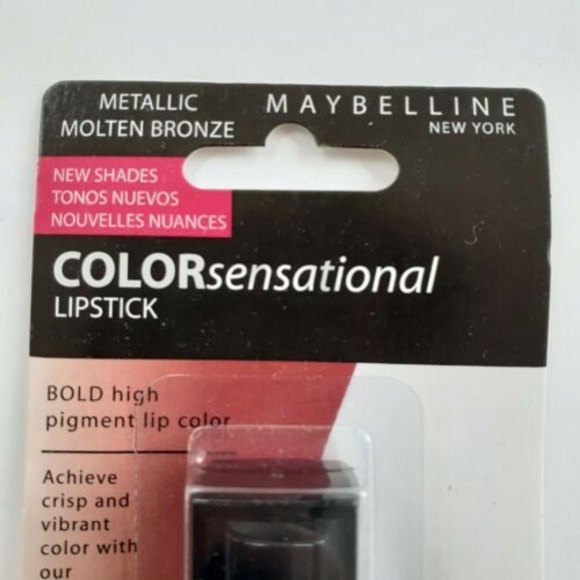 METALLIC
MOLTEN BRONZE
MAYBELLINE
NEW YORK
NEW SHADES
TONOS NUEVOS
NOUVELLES NUANCES
COLORsensational
LIPSTICK
BOLD high
pigment lip color
Achieve
crisp and
vibrant
color with
our